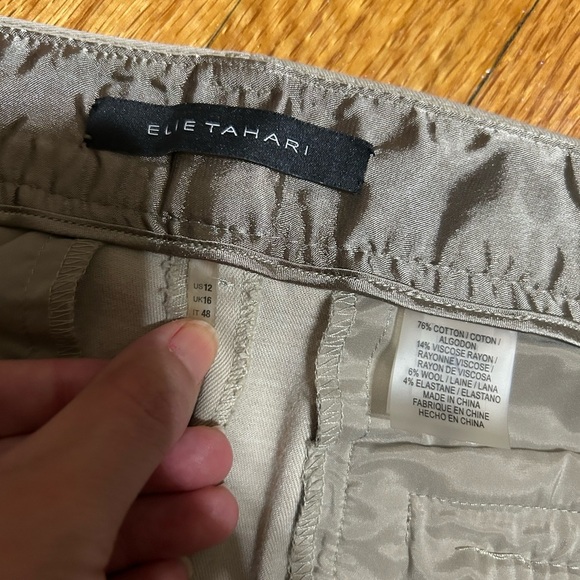 ELIE TAHARI
US 12
UK 16
IT 48
76% COTTON / COTON /
ALGODON
14% VISCOSE RAYON /
RAYONNE VISCOSE /
RAYON DE VISCOSA
6% WOOL / LAINE / LANA
4% ELASTANE / ELASTANO
MADE IN CHINA
FABRIQUE EN CHINE
HECHO EN CHINA